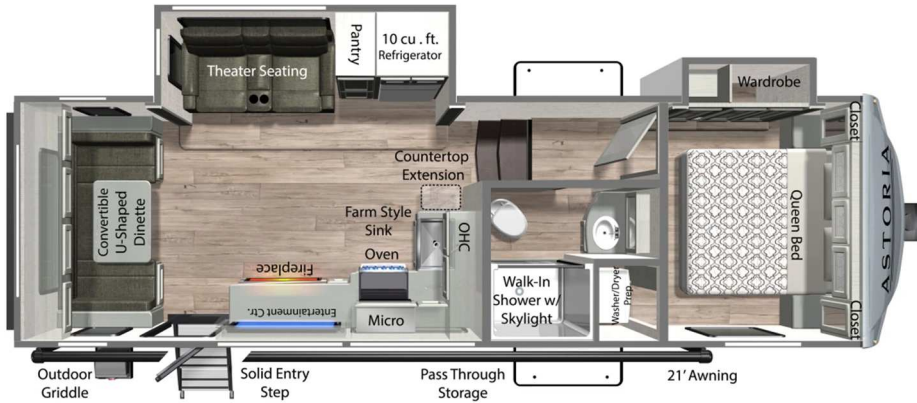 Theater Seating
Pantry
10 cu . ft.
Refrigerator
Wardrobe
Closet
Convertible
U-Shaped
Dinette
Countertop
Extension
Farm Style
Sink
OHC
Oven
Fireplace
Entertainment Ctr.
Micro
Walk-In
Shower w/
Skylight
Washer/Dryer
Prep.
Queen Bed
ASTORIA
Closet
Outdoor
Griddle
Solid Entry
Step
Pass Through
Storage
21' Awning